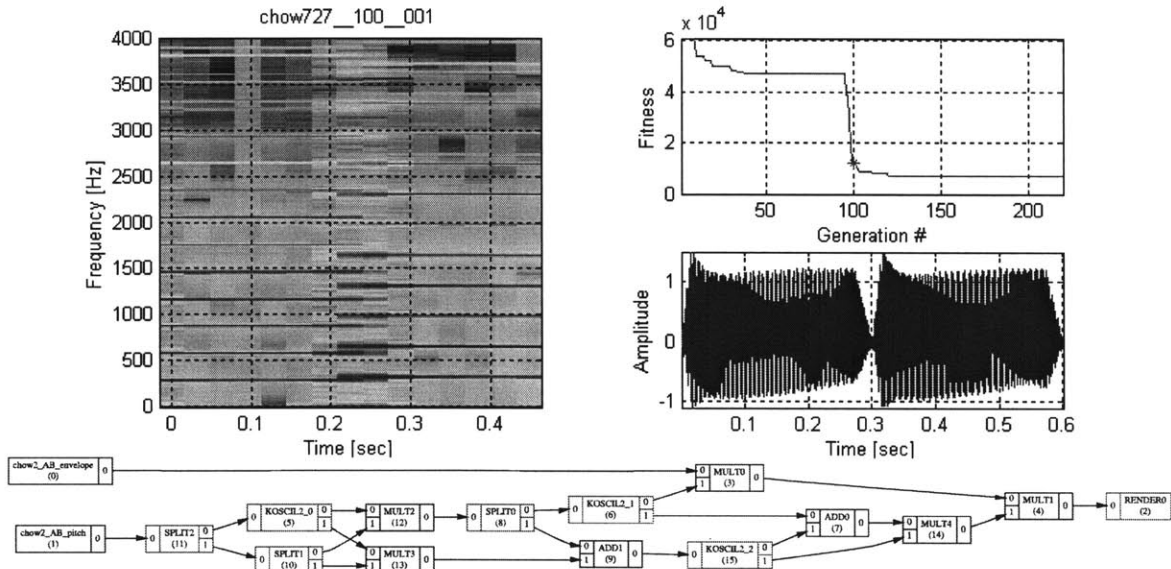 chow727__100__001
4000
3500
3000
2500
2000
1500
1000
500
0
Frequency [Hz]
0 0.1 0.2 0.3 0.4
Time [sec]
x 10^4
6
4
2
0
Fitness
50 100 150 200
Generation #
1
0
-1
Amplitude
0.1 0.2 0.3 0.4 0.5 0.6
Time [sec]
chow2_AB_envelope 0
(0)
0 MULT0 0
1 (3)
chow2_AB_pitch 0
(1)
0 SPLIT2 0
(11) 1
0 KOSCIL2_0 0
(5) 1
0 SPLIT1 0
(10) 1
0 MULT2 0
1 (12)
0 MULT3 0
1 (13)
0 SPLIT0 0
(8) 1
0 KOSCIL2_1 0
(6) 1
0 ADD1 0
1 (9)
0 KOSCIL2_2 0
(15) 1
0 ADD0 0
1 (7)
0 MULT4 0
1 (14)
0 MULT1 0
1 (4)
0 RENDER0
(2)